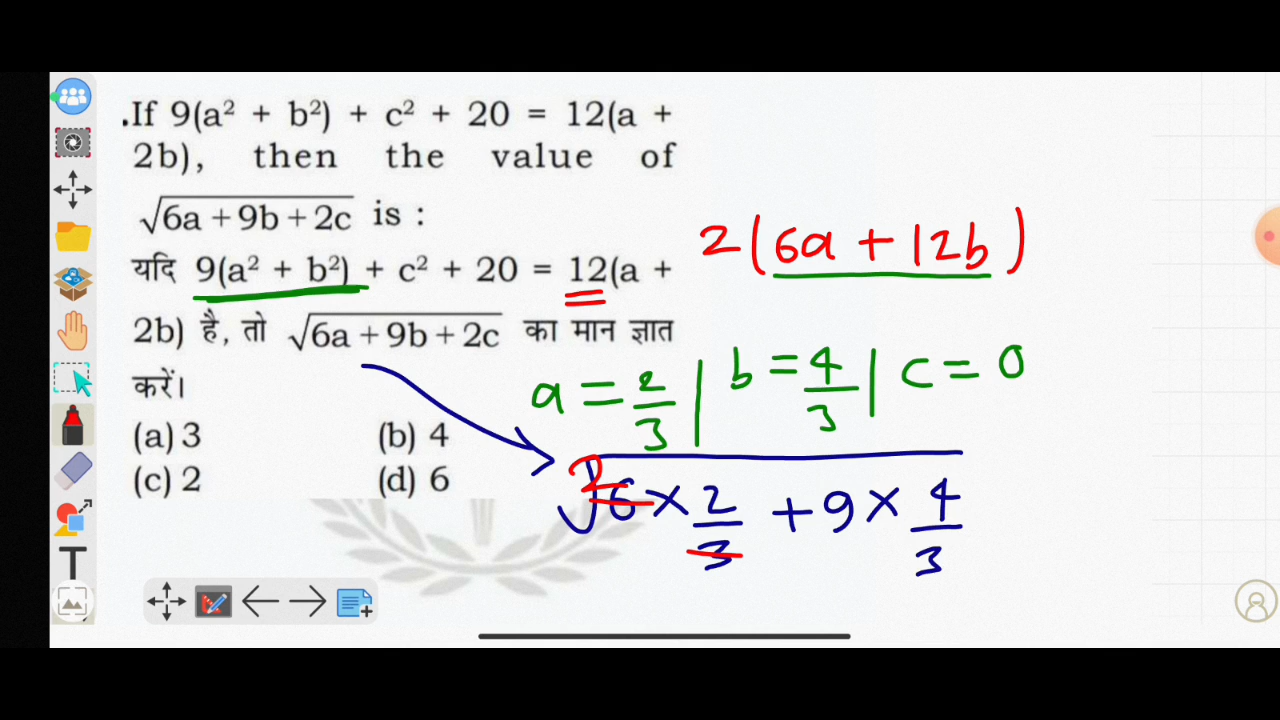 .If 9(a² + b²) + c² + 20 = 12(a +
2b), then the value of
√(6a + 9b + 2c) is :
यदि 9(a² + b²) + c² + 20 = 12(a +
2b) है, तो √(6a + 9b + 2c) का मान ज्ञात
करें।
(a) 3 (b) 4
(c) 2 (d) 6
2(6a + 12b)
a = 2/3 | b = 4/3 | c = 0
2
√(6 × 2/3 + 9 × 4/3)
T